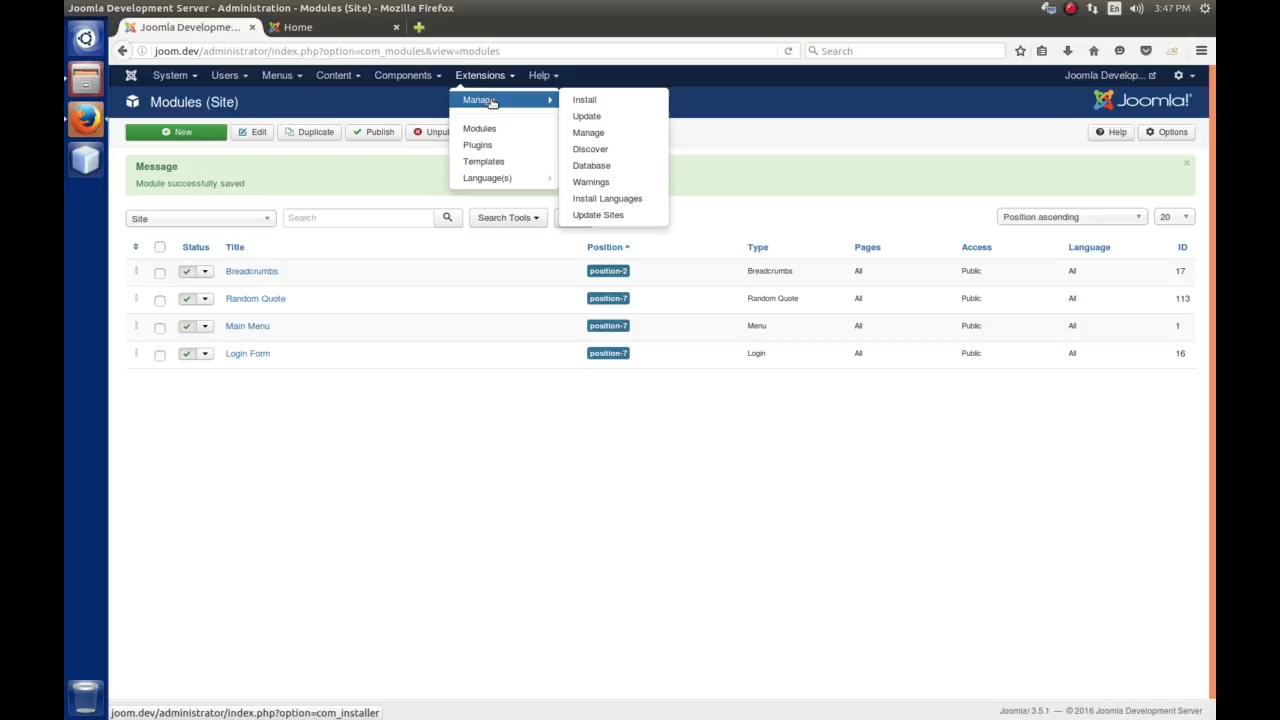 Joomla Development Server - Administration - Modules (Site) - Mozilla Firefox
En 3:47 PM
Joomla Developme... × Home ×
joom.dev/administrator/index.php?option=com_modules&view=modules Search
System Users Menus Content Components Extensions Help Joomla Develop...
Modules (Site) Joomla!
Manage Install
New Edit Duplicate Publish Unpu Help Options
Update
Modules Manage
Plugins Discover
Templates Database
Language(s) Warnings
Install Languages
Update Sites
Message ×
Module successfully saved
Site Search Search Tools Position ascending 20
Status Title Position Type Pages Access Language ID
Breadcrumbs position-2 Breadcrumbs All Public All 17
Random Quote position-7 Random Quote All Public All 113
Main Menu position-7 Menu All Public All 1
Login Form position-7 Login All Public All 16
joom.dev/administrator/index.php?option=com_installer
Joomla! 3.5.1 — © 2016 Joomla Development Server